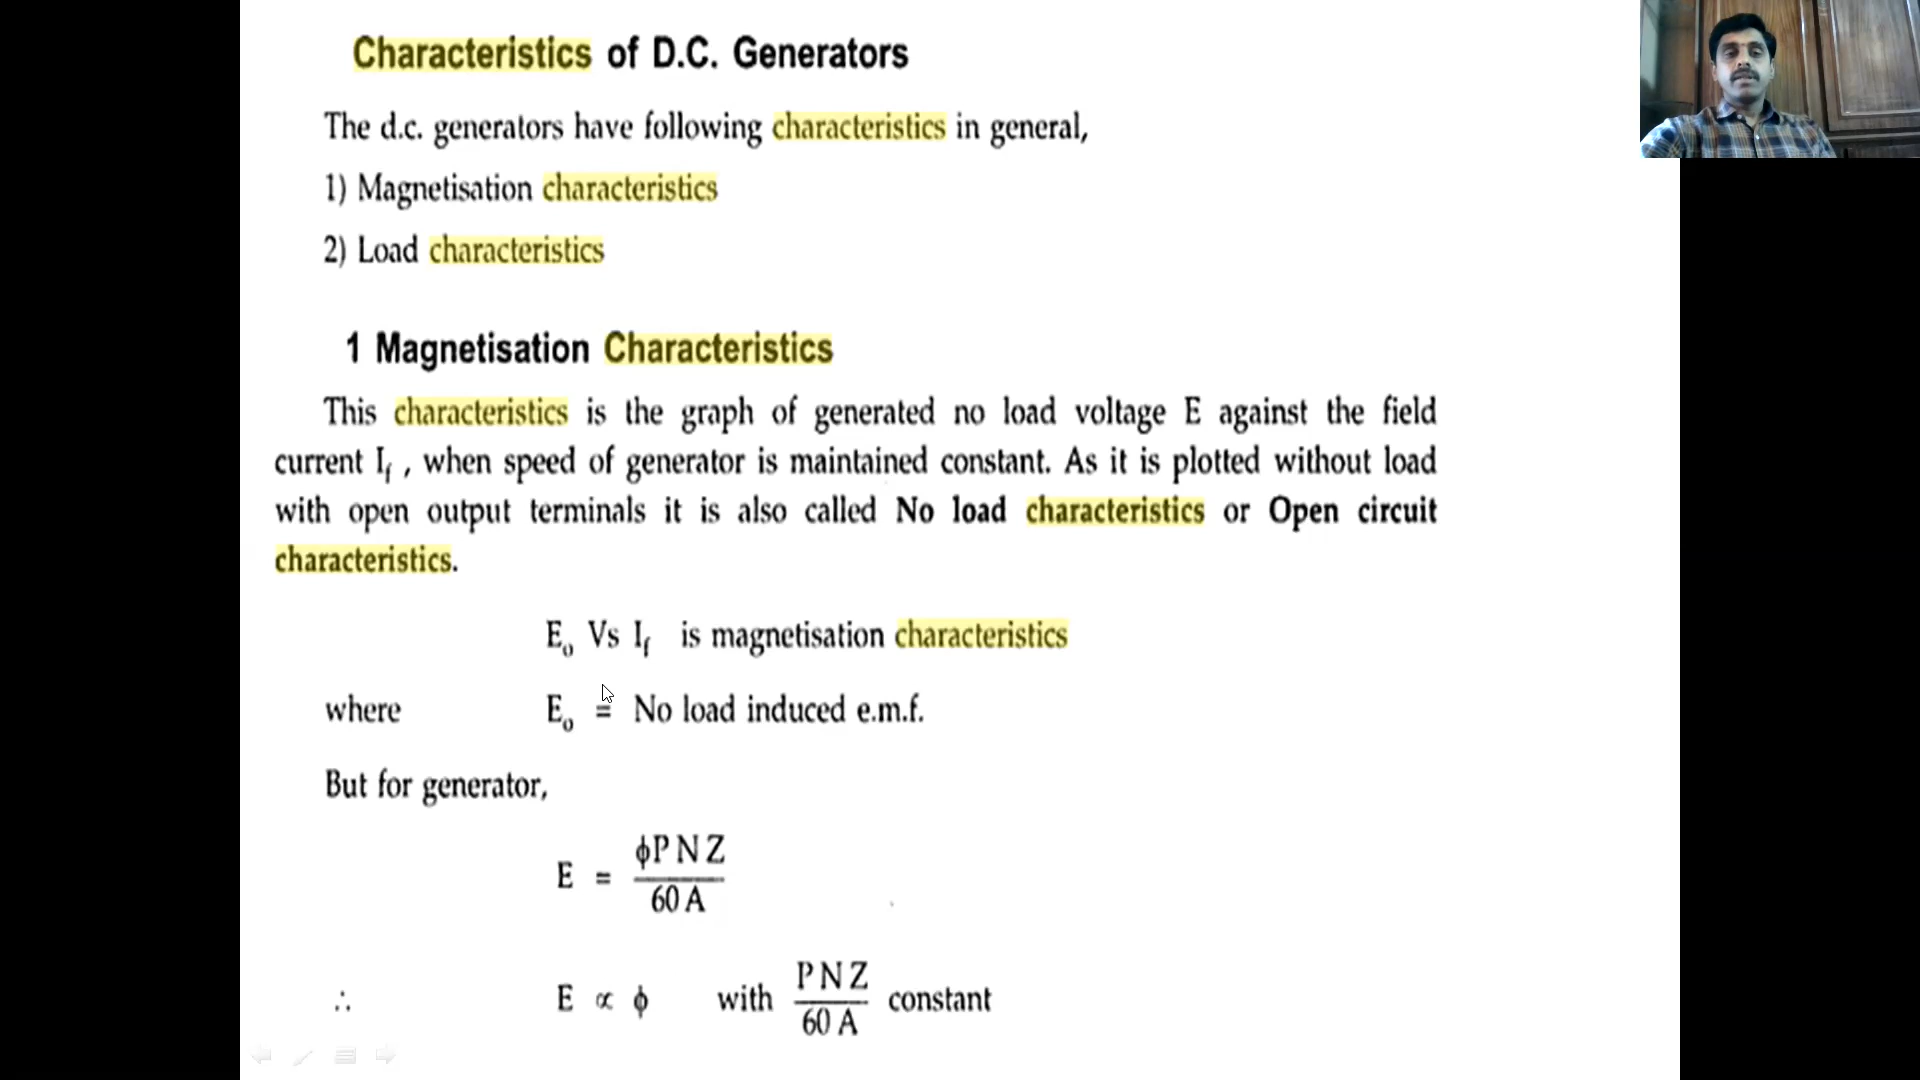 Characteristics of D.C. Generators
The d.c. generators have following characteristics in general,
1) Magnetisation characteristics
2) Load characteristics
1 Magnetisation Characteristics
This characteristics is the graph of generated no load voltage E against the field
current I_f , when speed of generator is maintained constant. As it is plotted without load
with open output terminals it is also called No load characteristics or Open circuit
characteristics.
E_o Vs I_f is magnetisation characteristics
where E_o = No load induced e.m.f.
But for generator,
E = ϕPNZ / 60 A
∴ E ∝ ϕ with PNZ / 60 A constant